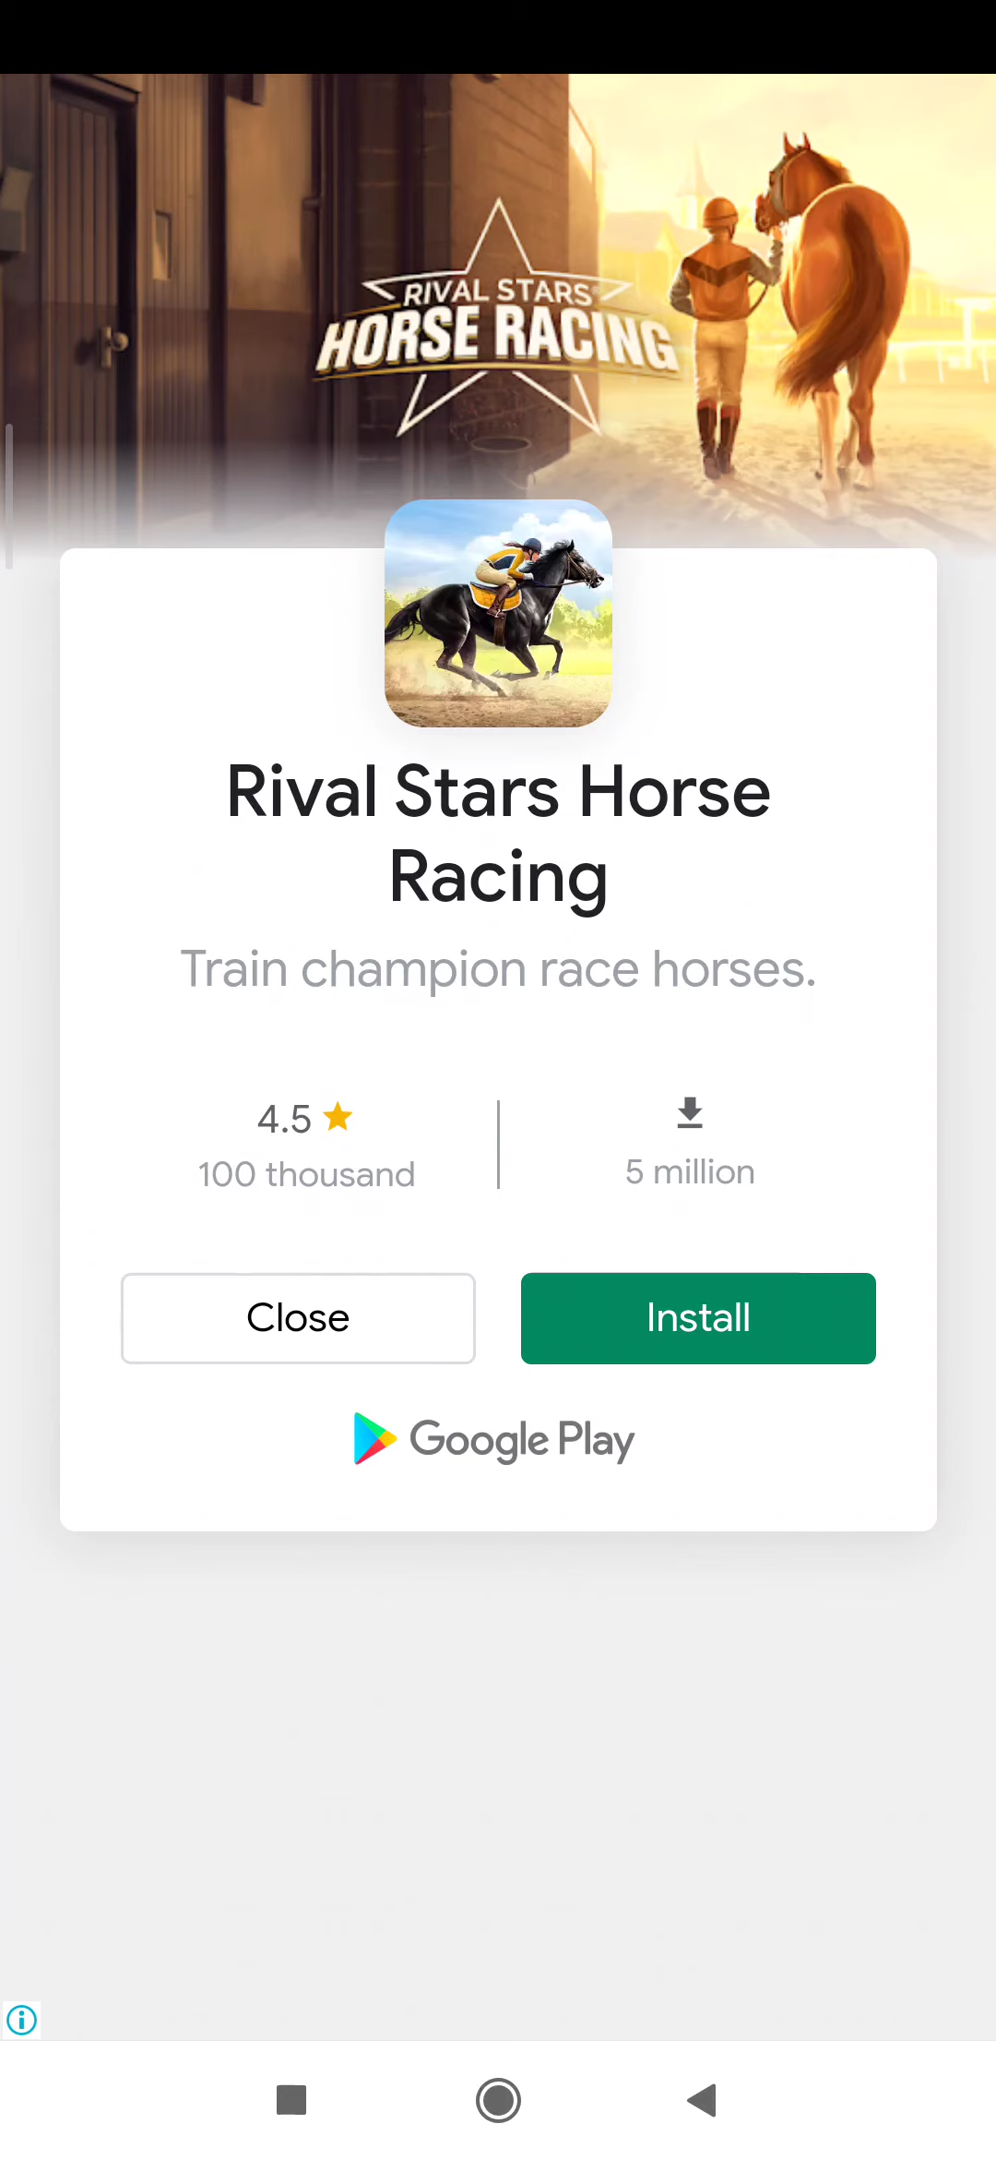 RIVAL STARS
HORSE RACING
Rival Stars Horse
Racing
Train champion race horses.
4.5
100 thousand
5 million
Close
Install
Google Play